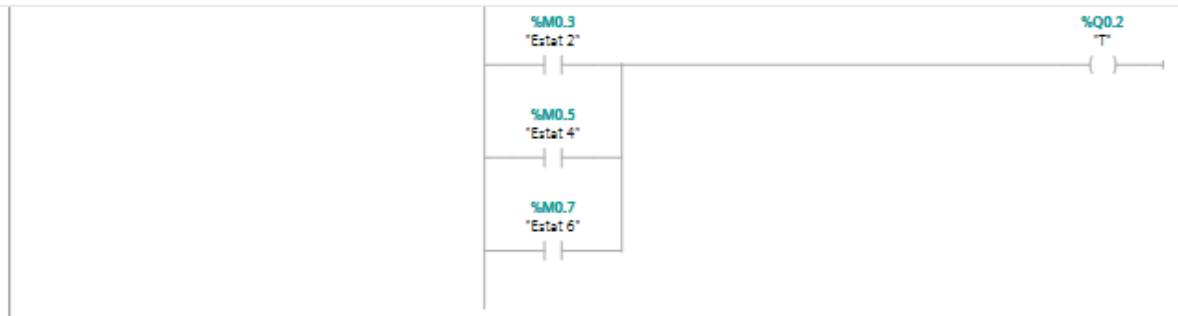 %M0.3
"Estat 2"
%Q0.2
"T"
%M0.5
"Estat 4"
%M0.7
"Estat 6"